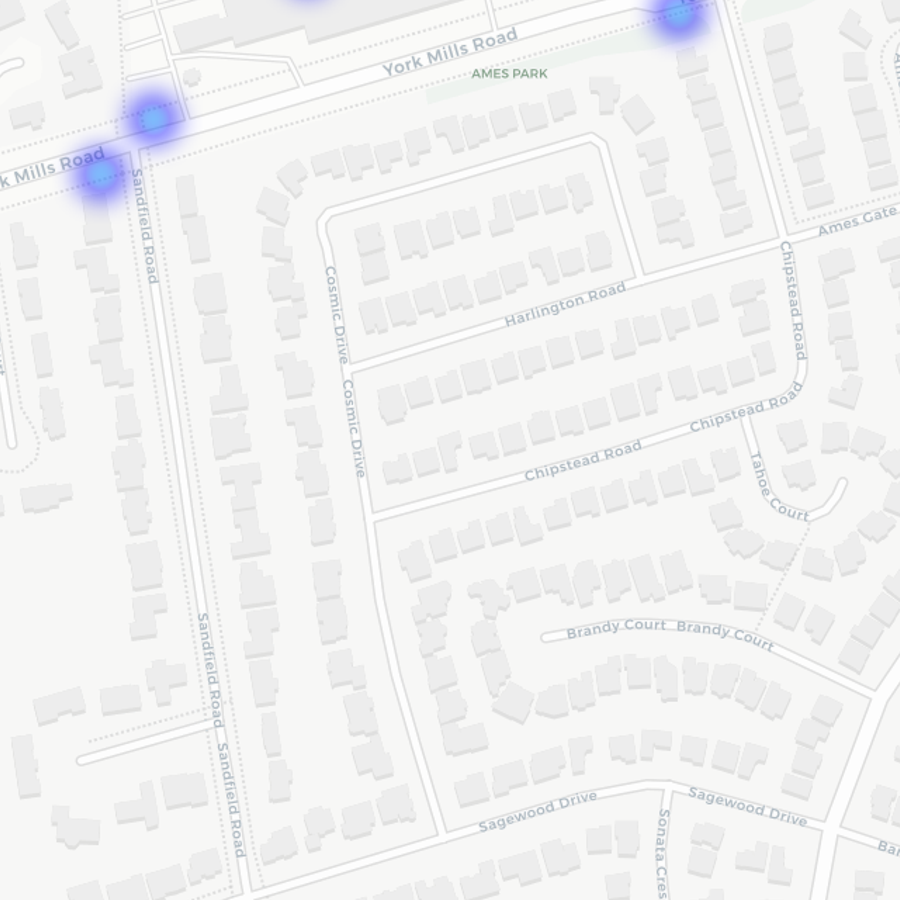 York Mills Road
AMES PARK
k Mills Road
Sandfield Road
Ames Gate
Chipstead Road
Cosmic Drive
Harlington Road
Cosmic Drive
Chipstead Road
Chipstead Road
Tahoe Court
Sandfield Road
Brandy Court
Brandy Court
Sandfield Road
Sagewood Drive
Sagewood Drive
Sonata Cres
Bar